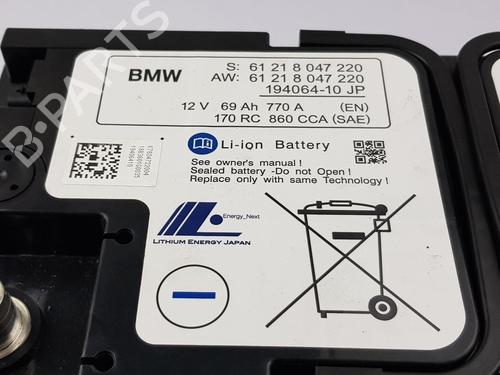 BMW
S: 61 21 8 047 220
AW: 61 21 8 047 220
194064-10 JP
12 V 69 Ah 770 A (EN)
170 RC 860 CCA (SAE)
Li-ion Battery
See owner's manual !
Sealed battery -Do not Open !
Replace only with same Technology !
Energy_Next
LITHIUM ENERGY JAPAN
B-PARTS